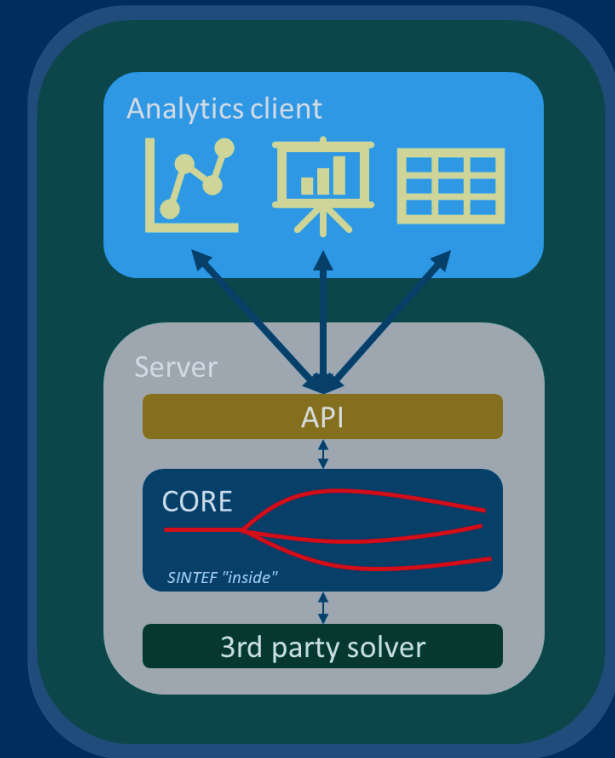 Analytics client
Server
API
CORE
SINTEF "inside"
3rd party solver